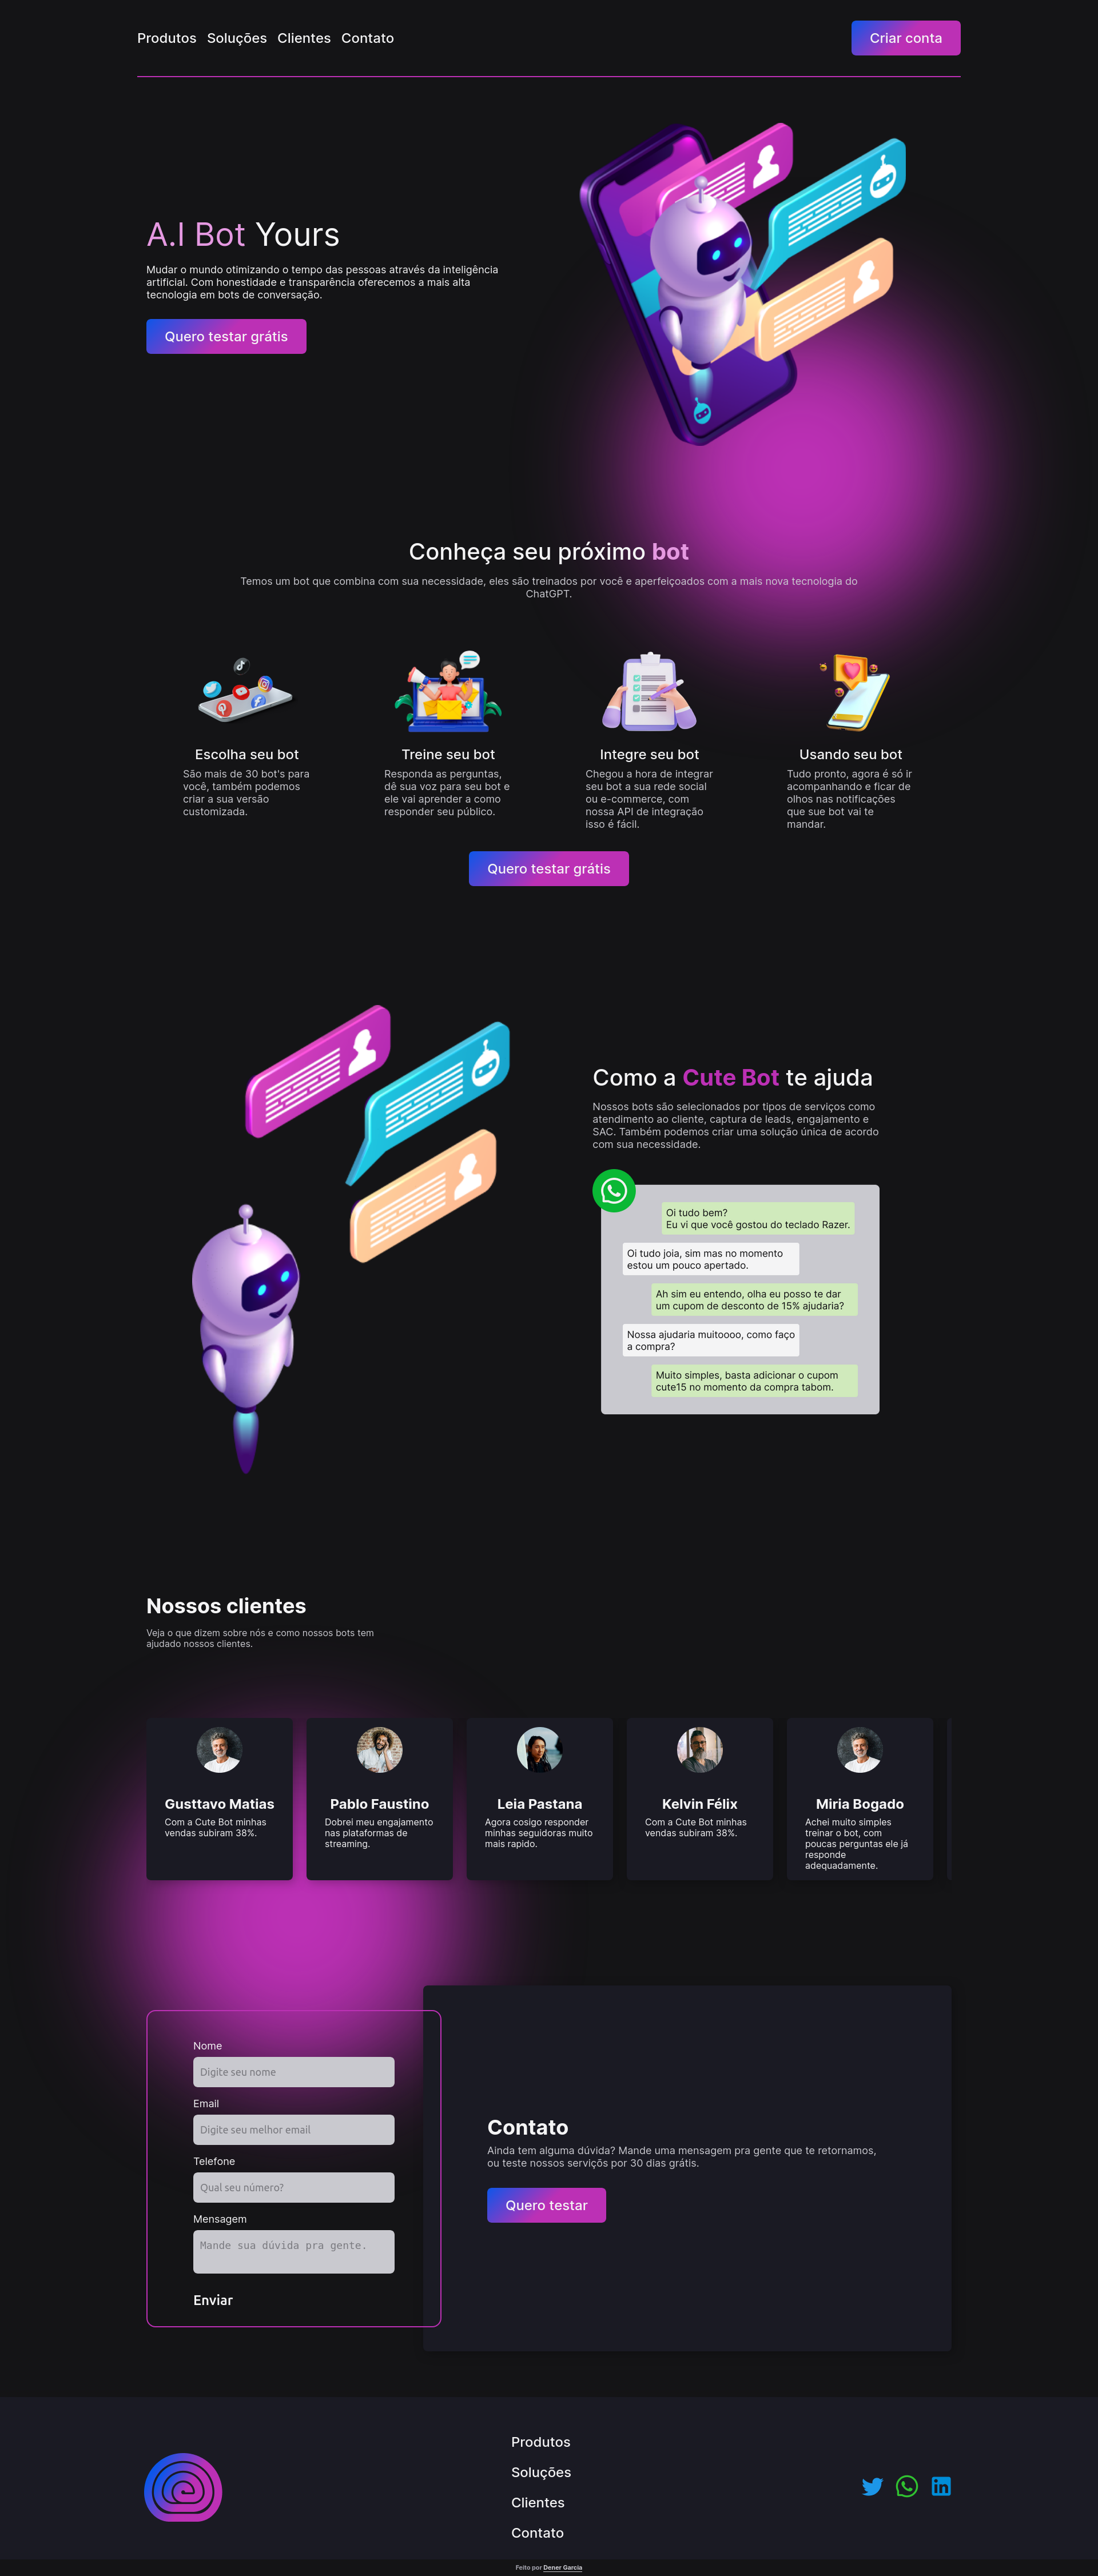 Produtos Soluções Clientes Contato
Criar conta
A.I Bot Yours
Mudar o mundo otimizando o tempo das pessoas através da inteligência
artificial. Com honestidade e transparência oferecemos a mais alta
tecnologia em bots de conversação.
Quero testar grátis
Conheça seu próximo bot
Temos um bot que combina com sua necessidade, eles são treinados por você e aperfeiçoados com a mais nova tecnologia do
ChatGPT.
Escolha seu bot
São mais de 30 bot's para
você, também podemos
criar a sua versão
customizada.
Treine seu bot
Responda as perguntas,
dê sua voz para seu bot e
ele vai aprender a como
responder seu público.
Integre seu bot
Chegou a hora de integrar
seu bot a sua rede social
ou e-commerce, com
nossa API de integração
isso é fácil.
Usando seu bot
Tudo pronto, agora é só ir
acompanhando e ficar de
olhos nas notificações
que sue bot vai te
mandar.
Quero testar grátis
Como a Cute Bot te ajuda
Nossos bots são selecionados por tipos de serviços como
atendimento ao cliente, captura de leads, engajamento e
SAC. Também podemos criar uma solução única de acordo
com sua necessidade.
Oi tudo bem?
Eu vi que você gostou do teclado Razer.
Oi tudo joia, sim mas no momento
estou um pouco apertado.
Ah sim eu entendo, olha eu posso te dar
um cupom de desconto de 15% ajudaria?
Nossa ajudaria muitoooo, como faço
a compra?
Muito simples, basta adicionar o cupom
cute15 no momento da compra tabom.
Nossos clientes
Veja o que dizem sobre nós e como nossos bots tem
ajudado nossos clientes.
Gusttavo Matias
Com a Cute Bot minhas
vendas subiram 38%.
Pablo Faustino
Dobrei meu engajamento
nas plataformas de
streaming.
Leia Pastana
Agora cosigo responder
minhas seguidoras muito
mais rapido.
Kelvin Félix
Com a Cute Bot minhas
vendas subiram 38%.
Miria Bogado
Achei muito simples
treinar o bot, com
poucas perguntas ele já
responde
adequadamente.
Nome
Digite seu nome
Email
Digite seu melhor email
Telefone
Qual seu número?
Mensagem
Mande sua dúvida pra gente.
Enviar
Contato
Ainda tem alguma dúvida? Mande uma mensagem pra gente que te retornamos,
ou teste nossos serviçõs por 30 dias grátis.
Quero testar
Produtos
Soluções
Clientes
Contato
Feito por Dener Garcia